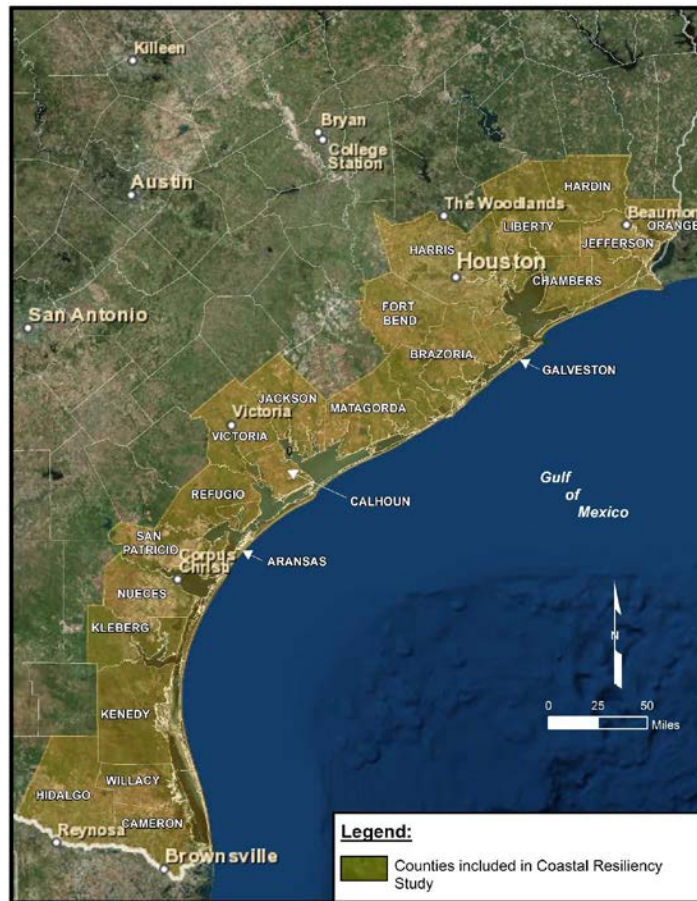 Killeen
Bryan
College
Station
Austin
HARDIN
The Woodlands
Beaumon
ORANGE
LIBERTY
JEFFERSON
HARRIS
Houston
CHAMBERS
San Antonio
FORT
BEND
BRAZORIA
GALVESTON
JACKSON
MATAGORDA
Victoria
VICTORIA
REFUGIO
CALHOUN
Gulf
of
Mexico
SAN
PATRICIO
Corpus
Christi
ARANSAS
NUECES
KLEBERG
N
KENEDY
0 25 50
Miles
WILLACY
HIDALGO
CAMERON
Reynosa
Brownsville
Legend:
Counties included in Coastal Resiliency
Study